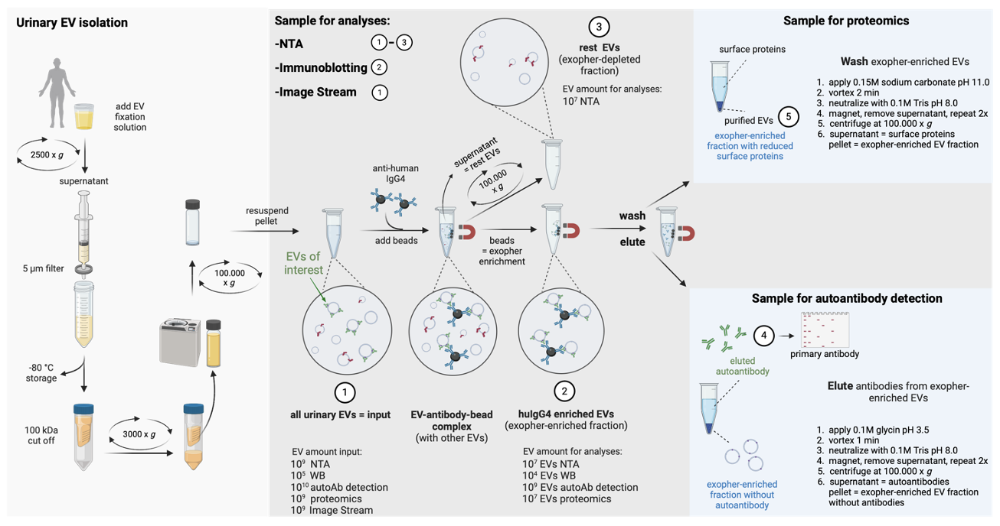 Urinary EV isolation
add EV
fixation
solution
2500 x g
supernatant
5 µm filter
-80 °C
storage
100 kDa
cut off
3000 x g
100.000
x g
resuspend
pellet
Sample for analyses:
-NTA 1-3
-Immunoblotting 2
-Image Stream 1
3
rest EVs
(exopher-depleted
fraction)
EV amount for analyses:
10⁷ NTA
anti-human
IgG4
add beads
supernatant
= rest EVs
100.000
x g
beads
= exopher
enrichment
wash
elute
EVs of
interest
1
all urinary EVs = input
EV amount input:
10⁹ NTA
10⁵ WB
10¹⁰ autoAb detection
10⁹ proteomics
10⁹ Image Stream
EV-antibody-bead
complex
(with other EVs)
2
huIgG4 enriched EVs
(exopher-enriched fraction)
EV amount for analyses:
10⁷ EVs NTA
10⁴ EVs WB
10⁹ EVs autoAb detection
10⁷ EVs proteomics
Sample for proteomics
surface proteins
purified EVs 5
exopher-enriched
fraction with reduced
surface proteins
Wash exopher-enriched EVs
1. apply 0.15M sodium carbonate pH 11.0
2. vortex 2 min
3. neutralize with 0.1M Tris pH 8.0
4. magnet, remove supernatant, repeat 2x
5. centrifuge at 100.000 x g
6. supernatant = surface proteins
pellet = exopher-enriched EV fraction
Sample for autoantibody detection
4
eluted
autoantibody
primary antibody
exopher-enriched
fraction without
autoantibody
Elute antibodies from exopher-
enriched EVs
1. apply 0.1M glycin pH 3.5
2. vortex 1 min
3. neutralize with 0.1M Tris pH 8.0
4. magnet, remove supernatant, repeat 2x
5. centrifuge at 100.000 x g
6. supernatant = autoantibodies
pellet = exopher-enriched EV fraction
without antibodies